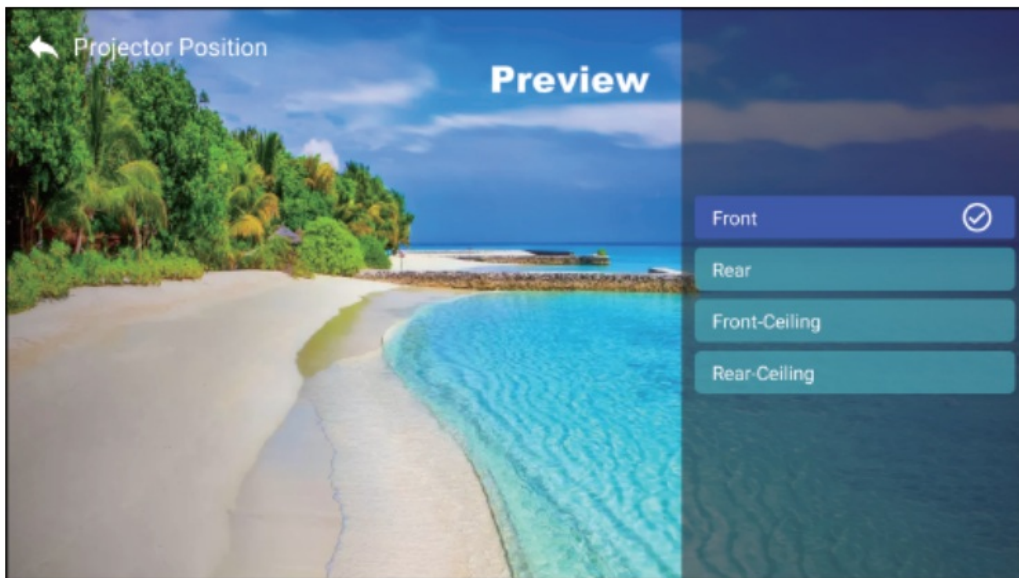 Projector Position
Preview
Front
Rear
Front-Ceiling
Rear-Ceiling